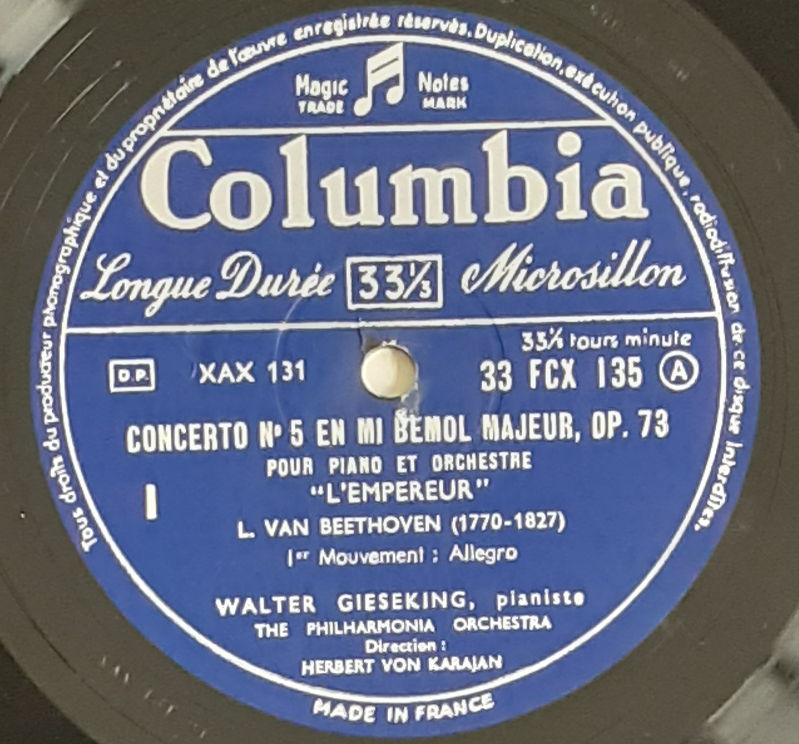 Tous droits du producteur phonographique et du propriétaire de l'œuvre enregistrée réservés. Duplication, exécution publique, radiodiffusion de ce disque interdites.
Magic Notes
TRADE MARK
Columbia
Longue Durée 33⅓ Microsillon
33⅓ tours minute
D.P. XAX 131 33 FCX 135 A
CONCERTO Nº 5 EN MI BEMOL MAJEUR, OP. 73
POUR PIANO ET ORCHESTRE
I "L'EMPEREUR"
L. VAN BEETHOVEN (1770-1827)
1er Mouvement : Allegro
WALTER GIESEKING, pianiste
THE PHILHARMONIA ORCHESTRA
Direction :
HERBERT VON KARAJAN
MADE IN FRANCE